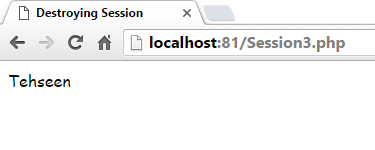 Destroying Session
localhost:81/Session3.php
Tehseen